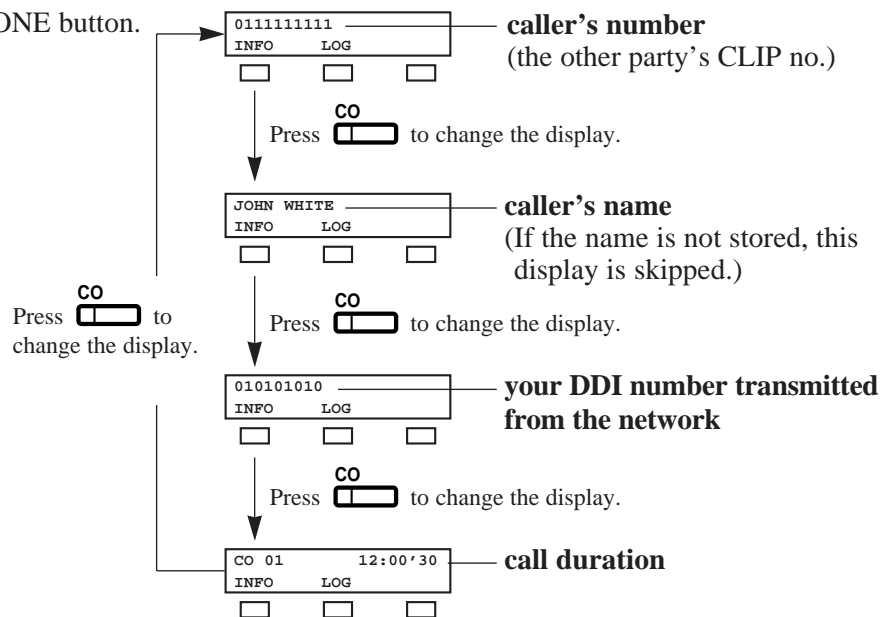 ONE button.
0111111111
INFO LOG
caller's number
(the other party's CLIP no.)
CO
Press to change the display.
JOHN WHITE
INFO LOG
caller's name
(If the name is not stored, this
display is skipped.)
CO
Press to
change the display.
CO
Press to change the display.
010101010
INFO LOG
your DDI number transmitted
from the network
CO
Press to change the display.
CO 01 12:00'30
INFO LOG
call duration